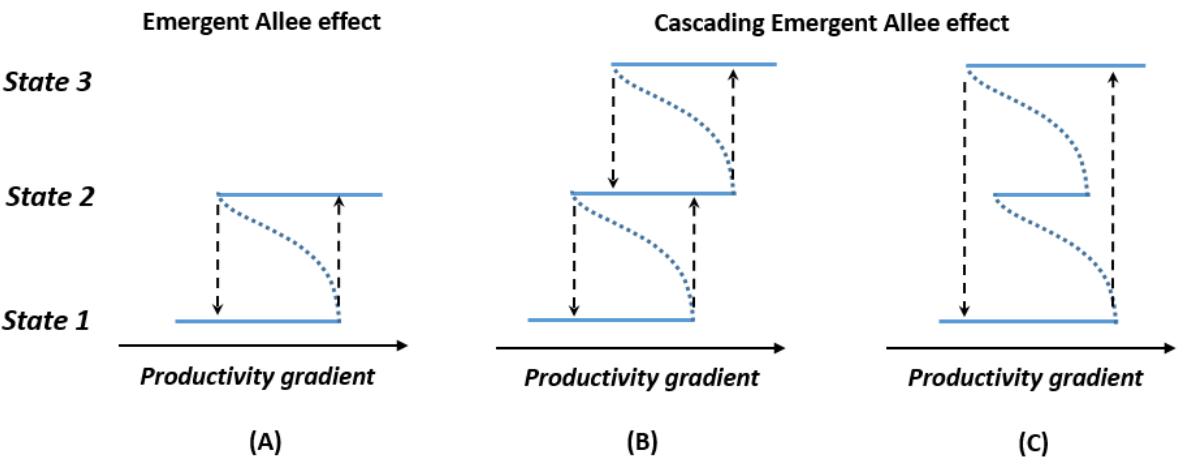 Emergent Allee effect
Cascading Emergent Allee effect
State 3
State 2
State 1
Productivity gradient
Productivity gradient
Productivity gradient
(A)
(B)
(C)